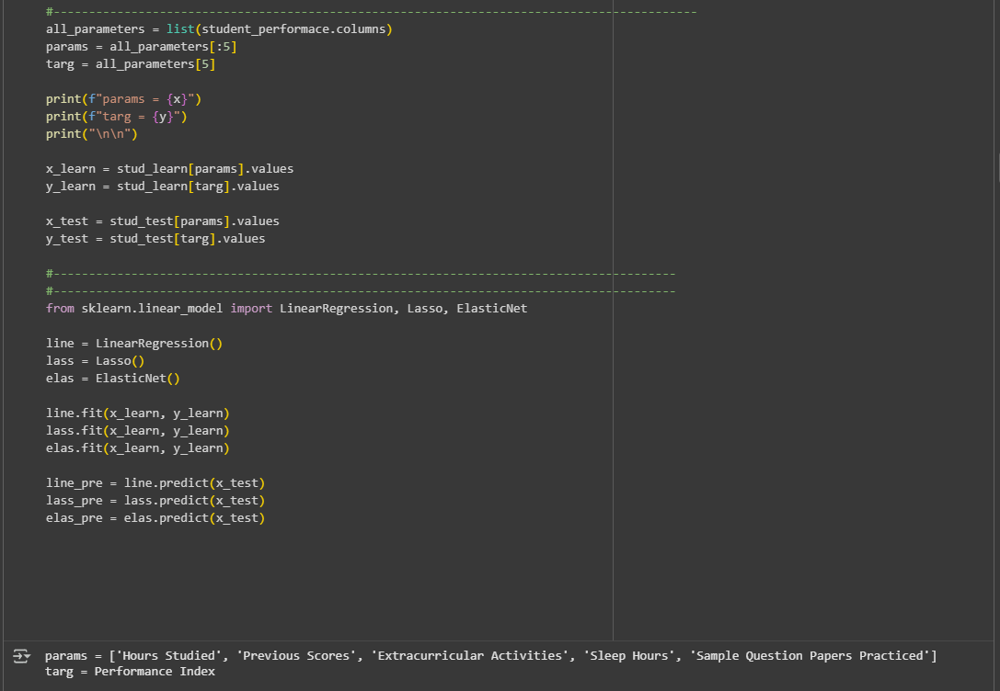 #-------------------------------------------------------------------------------------------
all_parameters = list(student_performace.columns)
params = all_parameters[:5]
targ = all_parameters[5]
print(f"params = {x}")
print(f"targ = {y}")
print("\n\n")
x_learn = stud_learn[params].values
y_learn = stud_learn[targ].values
x_test = stud_test[params].values
y_test = stud_test[targ].values
#----------------------------------------------------------------------------------------
#----------------------------------------------------------------------------------------
from sklearn.linear_model import LinearRegression, Lasso, ElasticNet
line = LinearRegression()
lass = Lasso()
elas = ElasticNet()
line.fit(x_learn, y_learn)
lass.fit(x_learn, y_learn)
elas.fit(x_learn, y_learn)
line_pre = line.predict(x_test)
lass_pre = lass.predict(x_test)
elas_pre = elas.predict(x_test)
params = ['Hours Studied', 'Previous Scores', 'Extracurricular Activities', 'Sleep Hours', 'Sample Question Papers Practiced']
targ = Performance Index